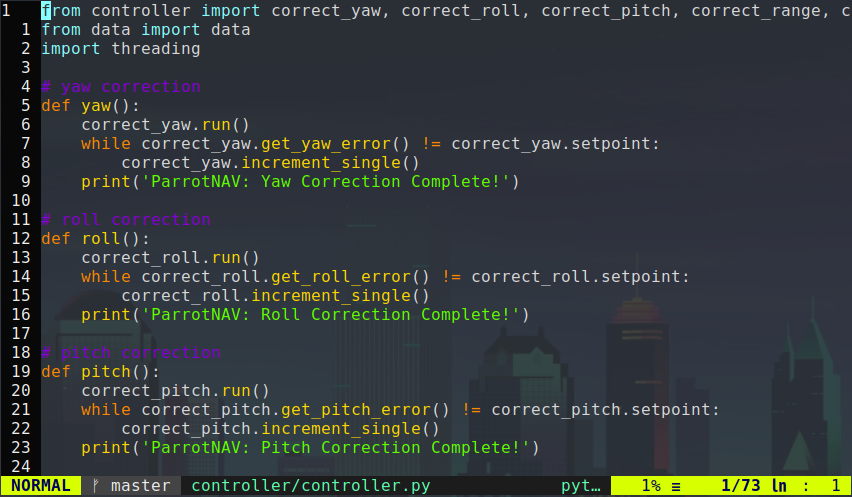 1 from controller import correct_yaw, correct_roll, correct_pitch, correct_range, c
1 from data import data
2 import threading
3
4 # yaw correction
5 def yaw():
6     correct_yaw.run()
7     while correct_yaw.get_yaw_error() != correct_yaw.setpoint:
8         correct_yaw.increment_single()
9     print('ParrotNAV: Yaw Correction Complete!')
10
11 # roll correction
12 def roll():
13     correct_roll.run()
14     while correct_roll.get_roll_error() != correct_roll.setpoint:
15         correct_roll.increment_single()
16     print('ParrotNAV: Roll Correction Complete!')
17
18 # pitch correction
19 def pitch():
20     correct_pitch.run()
21     while correct_pitch.get_pitch_error() != correct_pitch.setpoint:
22         correct_pitch.increment_single()
23     print('ParrotNAV: Pitch Correction Complete!')
24
NORMAL ᚠ master controller/controller.py pyt… 1% ≡ 1/73 ㏑ : 1